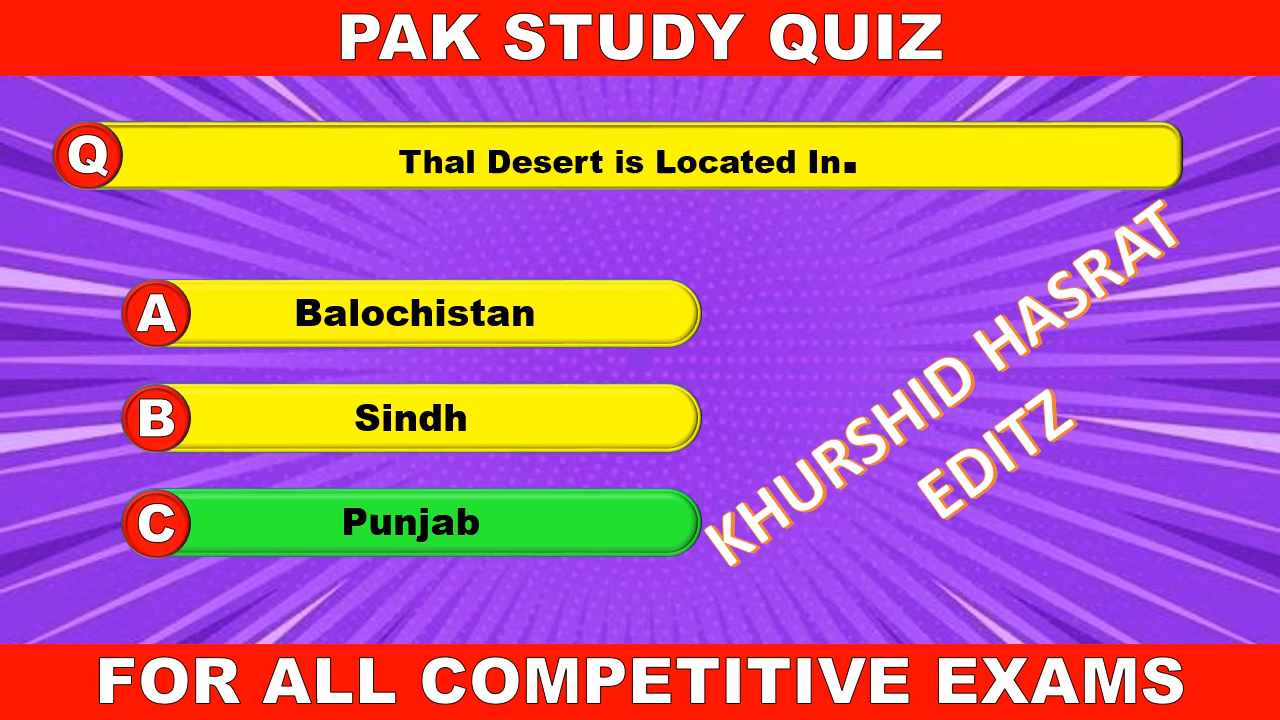 PAK STUDY QUIZ
Q
Thal Desert is Located In.
A
Balochistan
B
Sindh
C
Punjab
KHURSHID HASRAT
EDITZ
FOR ALL COMPETITIVE EXAMS